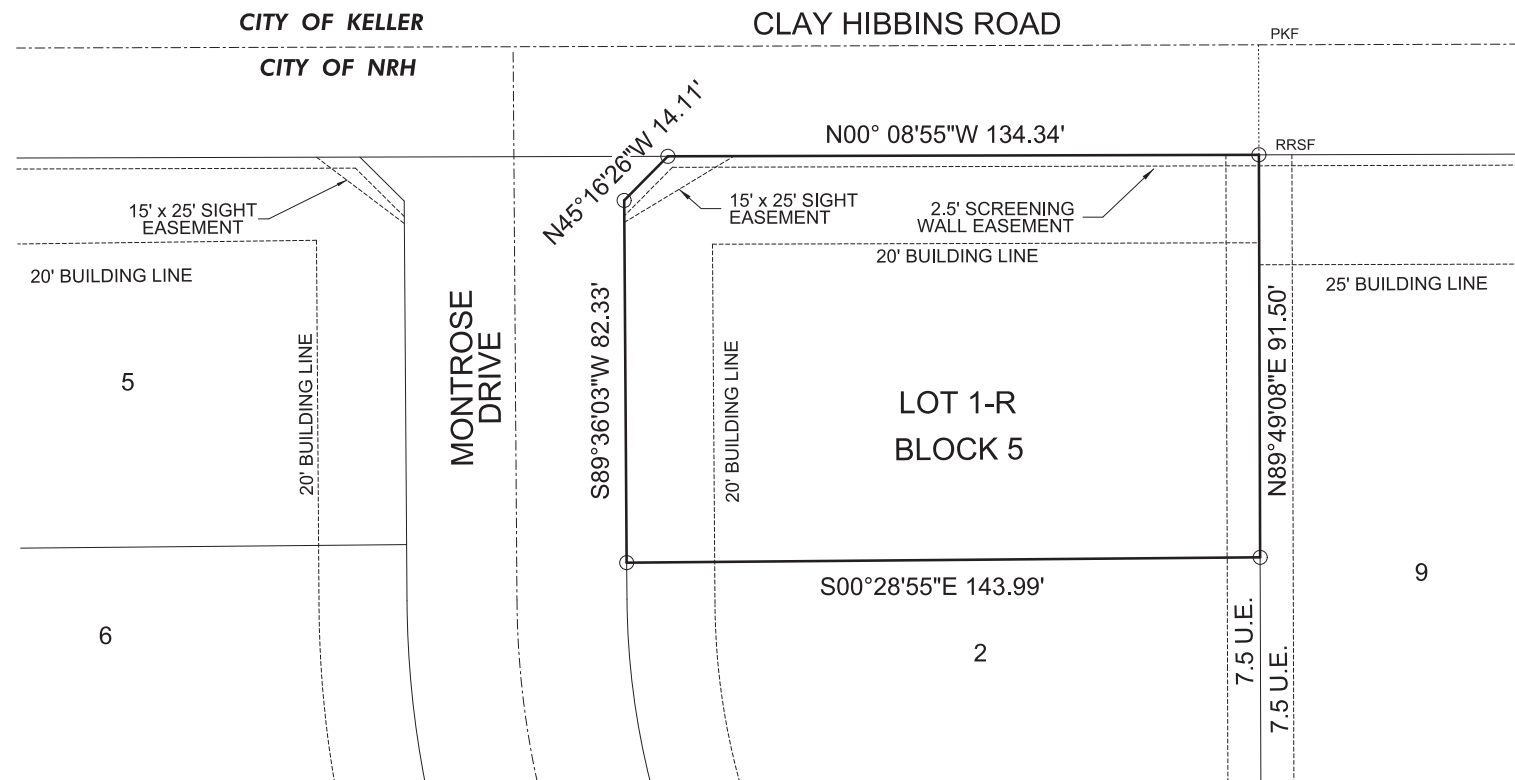 CITY OF KELLER
CLAY HIBBINS ROAD
PKF
CITY OF NRH
N45°16'26"W 14.11'
N00° 08'55"W 134.34'
RRSF
15' x 25' SIGHT
EASEMENT
15' x 25' SIGHT
EASEMENT
2.5' SCREENING
WALL EASEMENT
20' BUILDING LINE
20' BUILDING LINE
25' BUILDING LINE
5
20' BUILDING LINE
MONTROSE
DRIVE
S89°36'03"W 82.33'
20' BUILDING LINE
LOT 1-R
BLOCK 5
N89°49'08"E 91.50'
S00°28'55"E 143.99'
9
6
2
7.5 U.E.
7.5 U.E.